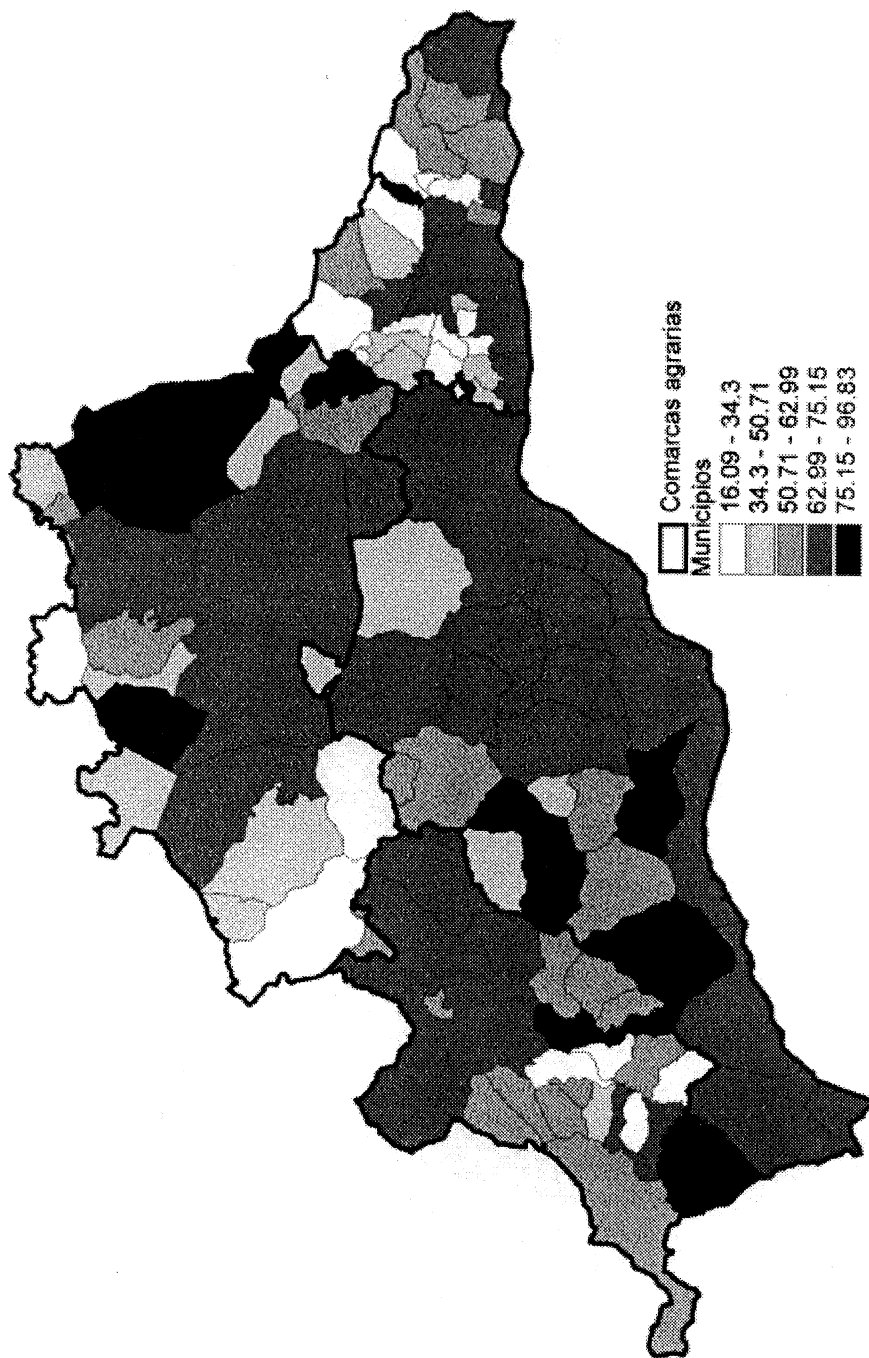 Comarcas agrarias
Municipios
16.09 - 34.3
34.3 - 50.71
50.71 - 62.99
62.99 - 75.15
75.15 - 96.83